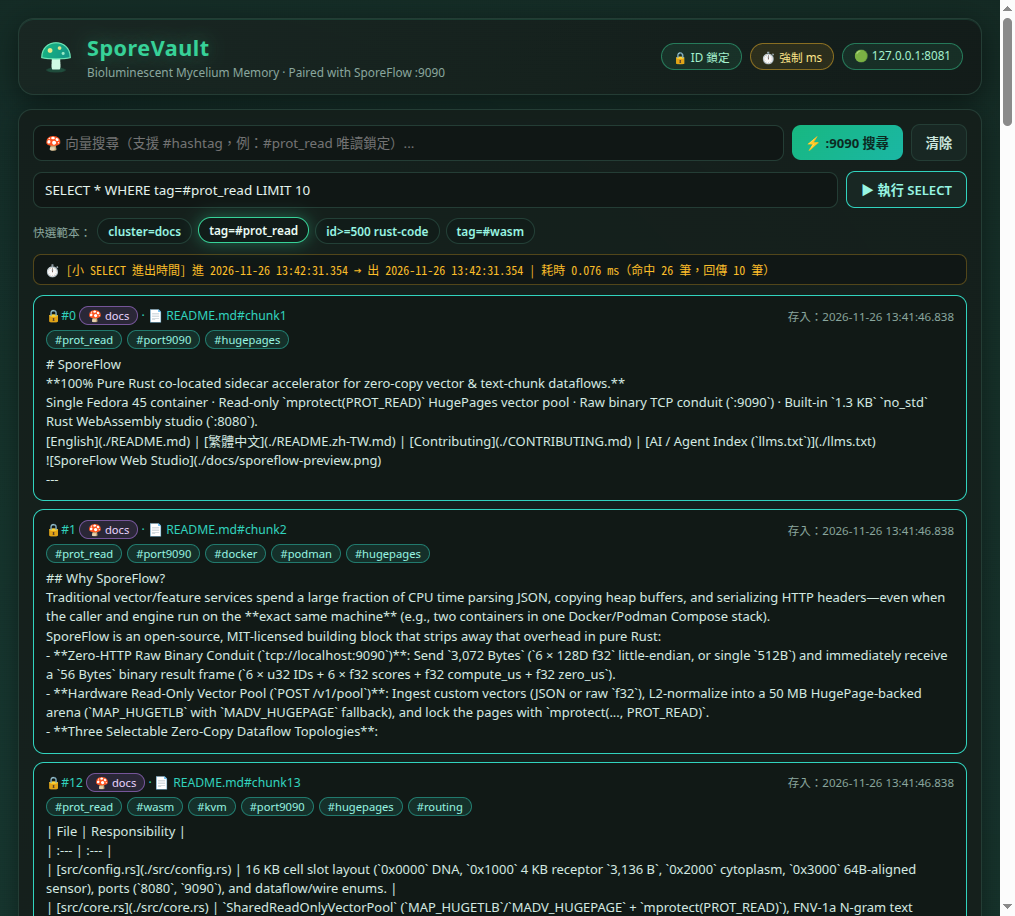 SporeVault
Bioluminescent Mycelium Memory · Paired with SporeFlow :9090
🔒 ID 鎖定
⏱️ 強制 ms
🟢 127.0.0.1:8081
🍄 向量搜尋（支援 #hashtag，例：#prot_read 唯讀鎖定）...
⚡ :9090 搜尋
清除
SELECT * WHERE tag=#prot_read LIMIT 10
▶ 執行 SELECT
快選範本：
cluster=docs
tag=#prot_read
id>=500 rust-code
tag=#wasm
⏱️ [小 SELECT 進出時間] 進 2026-11-26 13:42:31.354 → 出 2026-11-26 13:42:31.354 | 耗時 0.076 ms（命中 26 筆，回傳 10 筆）
🔒#0 🍄 docs · 📄 README.md#chunk1
存入：2026-11-26 13:41:46.838
#prot_read #port9090 #hugepages
# SporeFlow
**100% Pure Rust co-located sidecar accelerator for zero-copy vector & text-chunk dataflows.**
Single Fedora 45 container · Read-only `mprotect(PROT_READ)` HugePages vector pool · Raw binary TCP conduit (`:9090`) · Built-in `1.3 KB` `no_std`
Rust WebAssembly studio (`:8080`).
[English](./README.md) | [繁體中文](./README.zh-TW.md) | [Contributing](./CONTRIBUTING.md) | [AI / Agent Index (`llms.txt`)](./llms.txt)
![SporeFlow Web Studio](./docs/sporeflow-preview.png)
---
🔒#1 🍄 docs · 📄 README.md#chunk2
存入：2026-11-26 13:41:46.838
#prot_read #port9090 #docker #podman #hugepages
## Why SporeFlow?
Traditional vector/feature services spend a large fraction of CPU time parsing JSON, copying heap buffers, and serializing HTTP headers—even when
the caller and engine run on the **exact same machine** (e.g., two containers in one Docker/Podman Compose stack).
SporeFlow is an open-source, MIT-licensed building block that strips away that overhead in pure Rust:
- **Zero-HTTP Raw Binary Conduit (`tcp://localhost:9090`)**: Send `3,072 Bytes` (`6 × 128D f32` little-endian, or single `512B`) and immediately receive
a `56 Bytes` binary result frame (`6 × u32 IDs + 6 × f32 scores + f32 compute_us + f32 zero_us`).
- **Hardware Read-Only Vector Pool (`POST /v1/pool`)**: Ingest custom vectors (JSON or raw `f32`), L2-normalize into a 50 MB HugePage-backed
arena (`MAP_HUGETLB` with `MADV_HUGEPAGE` fallback), and lock the pages with `mprotect(..., PROT_READ)`.
- **Three Selectable Zero-Copy Dataflow Topologies**:
🔒#12 🍄 docs · 📄 README.md#chunk13
存入：2026-11-26 13:41:46.838
#prot_read #wasm #kvm #port9090 #hugepages #routing
| File | Responsibility |
| :--- | :--- |
| [src/config.rs](./src/config.rs) | 16 KB cell slot layout (`0x0000` DNA, `0x1000` 4 KB receptor `3,136 B`, `0x2000` cytoplasm, `0x3000` 64B-aligned
sensor), ports (`8080`, `9090`), and dataflow/wire enums. |
| [src/core.rs](./src/core.rs) | `SharedReadOnlyVectorPool` (`MAP_HUGETLB`/`MADV_HUGEPAGE` + `mprotect(PROT_READ)`), FNV-1a N-gram text